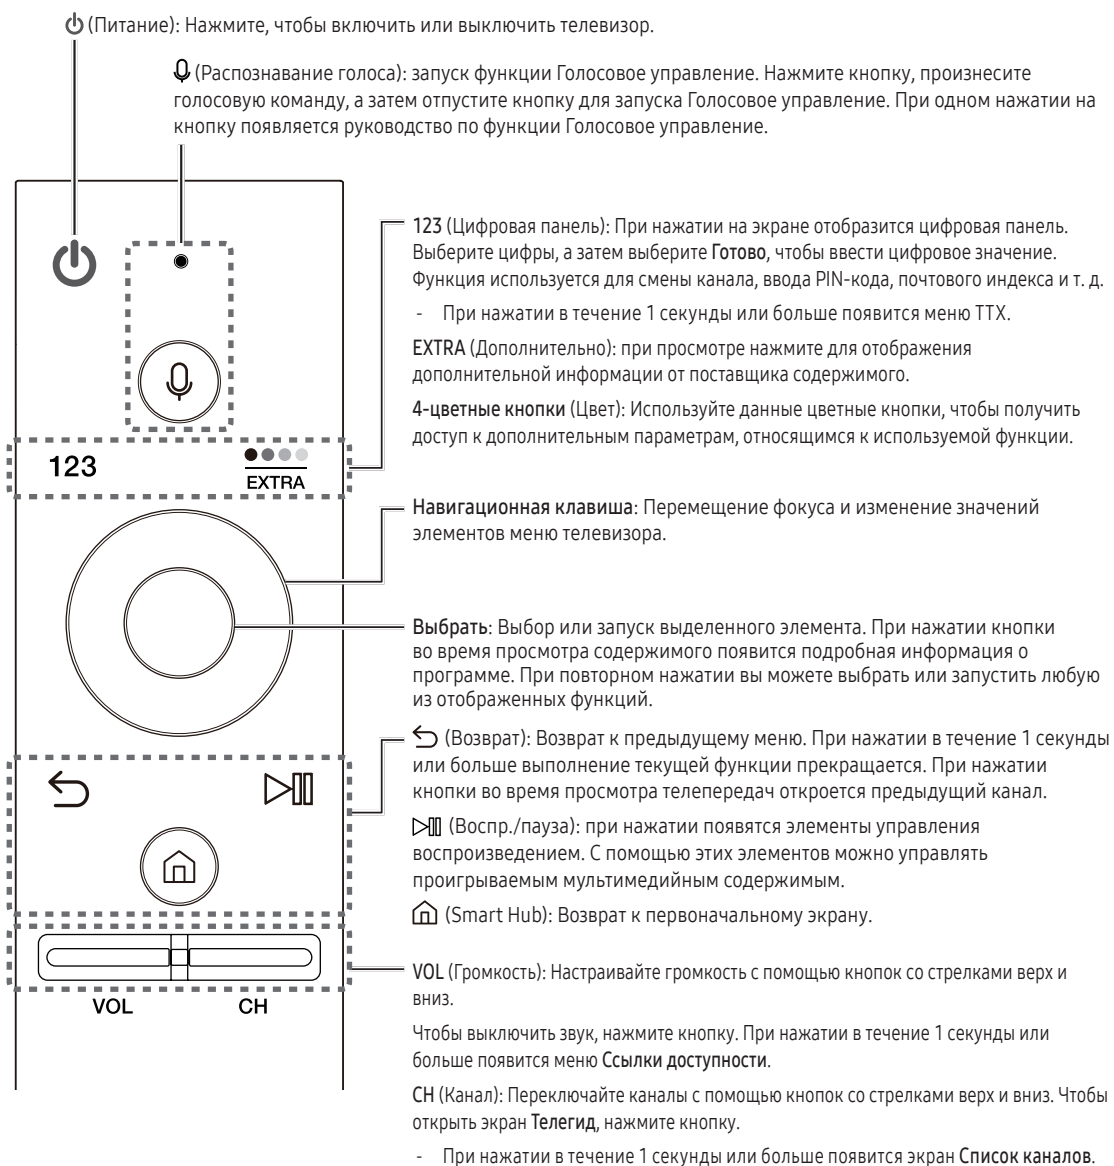 (Питание): Нажмите, чтобы включить или выключить телевизор.
(Распознавание голоса): запуск функции Голосовое управление. Нажмите кнопку, произнесите
голосовую команду, а затем отпустите кнопку для запуска Голосовое управление. При одном нажатии на
кнопку появляется руководство по функции Голосовое управление.
123 (Цифровая панель): При нажатии на экране отобразится цифровая панель.
Выберите цифры, а затем выберите Готово, чтобы ввести цифровое значение.
Функция используется для смены канала, ввода PIN-кода, почтового индекса и т. д.
- При нажатии в течение 1 секунды или больше появится меню TTX.
EXTRA (Дополнительно): при просмотре нажмите для отображения
дополнительной информации от поставщика содержимого.
4-цветные кнопки (Цвет): Используйте данные цветные кнопки, чтобы получить
доступ к дополнительным параметрам, относящимся к используемой функции.
123
EXTRA
Навигационная клавиша: Перемещение фокуса и изменение значений
элементов меню телевизора.
Выбрать: Выбор или запуск выделенного элемента. При нажатии кнопки
во время просмотра содержимого появится подробная информация о
программе. При повторном нажатии вы можете выбрать или запустить любую
из отображенных функций.
(Возврат): Возврат к предыдущему меню. При нажатии в течение 1 секунды
или больше выполнение текущей функции прекращается. При нажатии
кнопки во время просмотра телепередач откроется предыдущий канал.
(Воспр./пауза): при нажатии появятся элементы управления
воспроизведением. С помощью этих элементов можно управлять
проигрываемым мультимедийным содержимым.
(Smart Hub): Возврат к первоначальному экрану.
VOL
CH
VOL (Громкость): Настраивайте громкость с помощью кнопок со стрелками верх и
вниз.
Чтобы выключить звук, нажмите кнопку. При нажатии в течение 1 секунды или
больше появится меню Ссылки доступности.
CH (Канал): Переключайте каналы с помощью кнопок со стрелками верх и вниз. Чтобы
открыть экран Телегид, нажмите кнопку.
- При нажатии в течение 1 секунды или больше появится экран Список каналов.